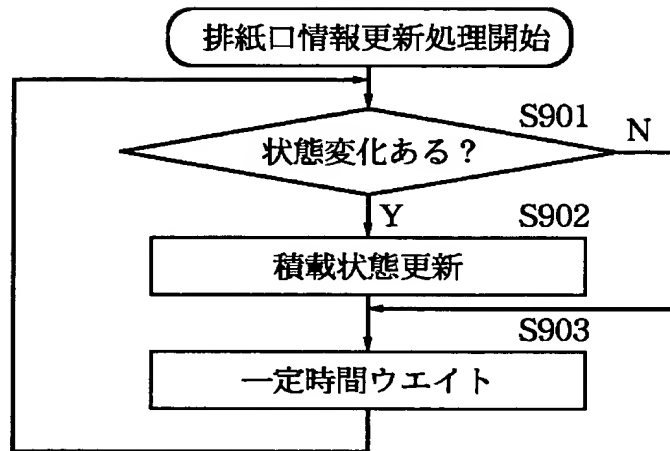 排紙口情報更新処理開始
S901
状態変化ある?
N
Y
S902
積載状態更新
S903
一定時間ウエイト